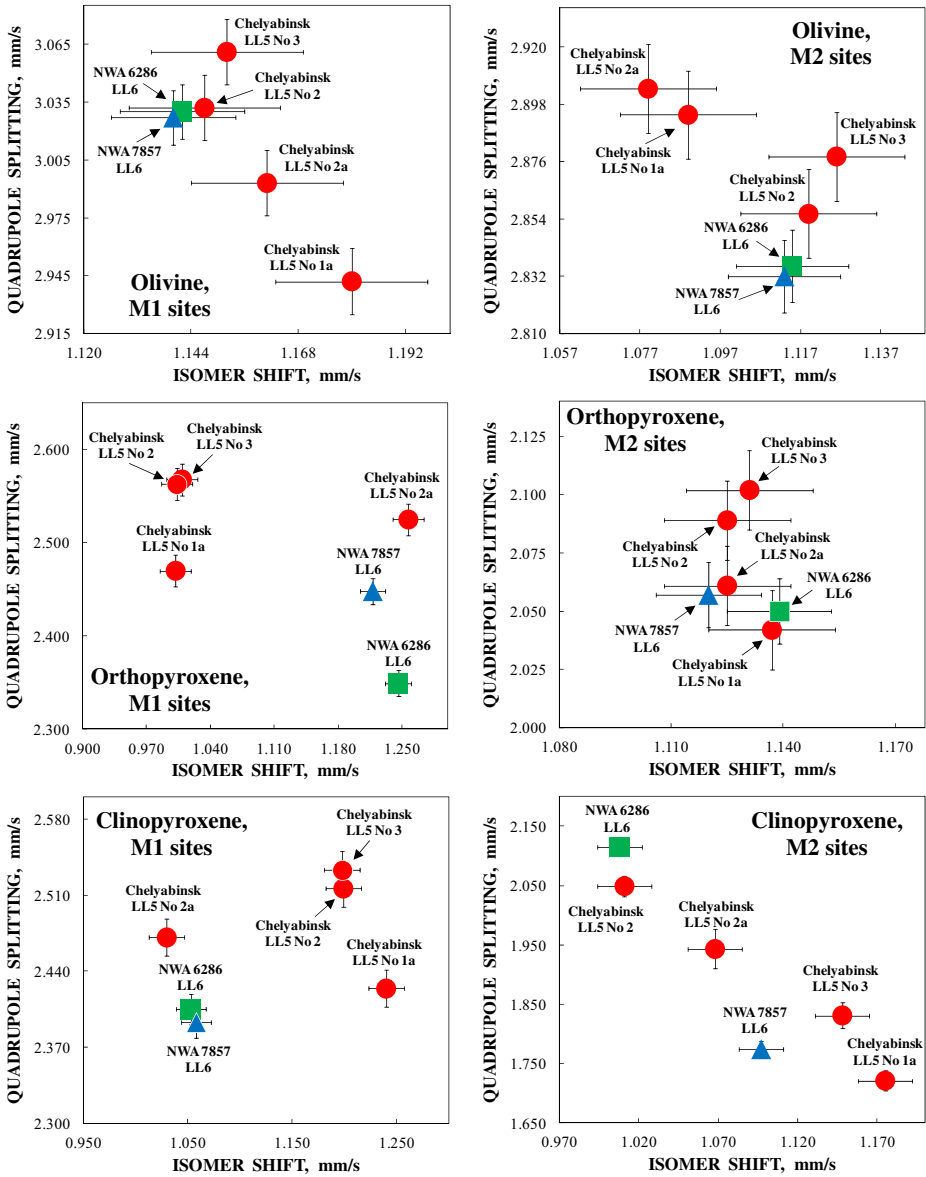 QUADRUPOLE SPLITTING, mm/s
3.065
3.035
3.005
2.975
2.945
2.915
Chelyabinsk
LL5 No 3
NWA 6286
LL6
Chelyabinsk
LL5 No 2
NWA 7857
LL6
Chelyabinsk
LL5 No 2a
Chelyabinsk
LL5 No 1a
Olivine,
M1 sites
1.120
1.144
1.168
1.192
ISOMER SHIFT, mm/s
QUADRUPOLE SPLITTING, mm/s
2.920
2.898
2.876
2.854
2.832
2.810
Olivine,
M2 sites
Chelyabinsk
LL5 No 2a
Chelyabinsk
LL5 No 1a
Chelyabinsk
LL5 No 3
Chelyabinsk
LL5 No 2
NWA 6286
LL6
NWA 7857
LL6
1.057
1.077
1.097
1.117
1.137
ISOMER SHIFT, mm/s
QUADRUPOLE SPLITTING, mm/s
2.600
2.500
2.400
2.300
Chelyabinsk
LL5 No 3
Chelyabinsk
LL5 No 2
Chelyabinsk
LL5 No 2a
Chelyabinsk
LL5 No 1a
NWA 7857
LL6
NWA 6286
LL6
Orthopyroxene,
M1 sites
0.900
0.970
1.040
1.110
1.180
1.250
ISOMER SHIFT, mm/s
QUADRUPOLE SPLITTING, mm/s
2.125
2.100
2.075
2.050
2.025
2.000
Orthopyroxene,
M2 sites
Chelyabinsk
LL5 No 3
Chelyabinsk
LL5 No 2
Chelyabinsk
LL5 No 2a
NWA 6286
LL6
NWA 7857
LL6
Chelyabinsk
LL5 No 1a
1.080
1.110
1.140
1.170
ISOMER SHIFT, mm/s
QUADRUPOLE SPLITTING, mm/s
2.580
2.510
2.440
2.370
2.300
Clinopyroxene,
M1 sites
Chelyabinsk
LL5 No 3
Chelyabinsk
LL5 No 2a
Chelyabinsk
LL5 No 2
Chelyabinsk
LL5 No 1a
NWA 6286
LL6
NWA 7857
LL6
0.950
1.050
1.150
1.250
ISOMER SHIFT, mm/s
QUADRUPOLE SPLITTING, mm/s
2.150
2.050
1.950
1.850
1.750
1.650
NWA 6286
LL6
Clinopyroxene,
M2 sites
Chelyabinsk
LL5 No 2
Chelyabinsk
LL5 No 2a
Chelyabinsk
LL5 No 3
NWA 7857
LL6
Chelyabinsk
LL5 No 1a
0.970
1.020
1.070
1.120
1.170
ISOMER SHIFT, mm/s